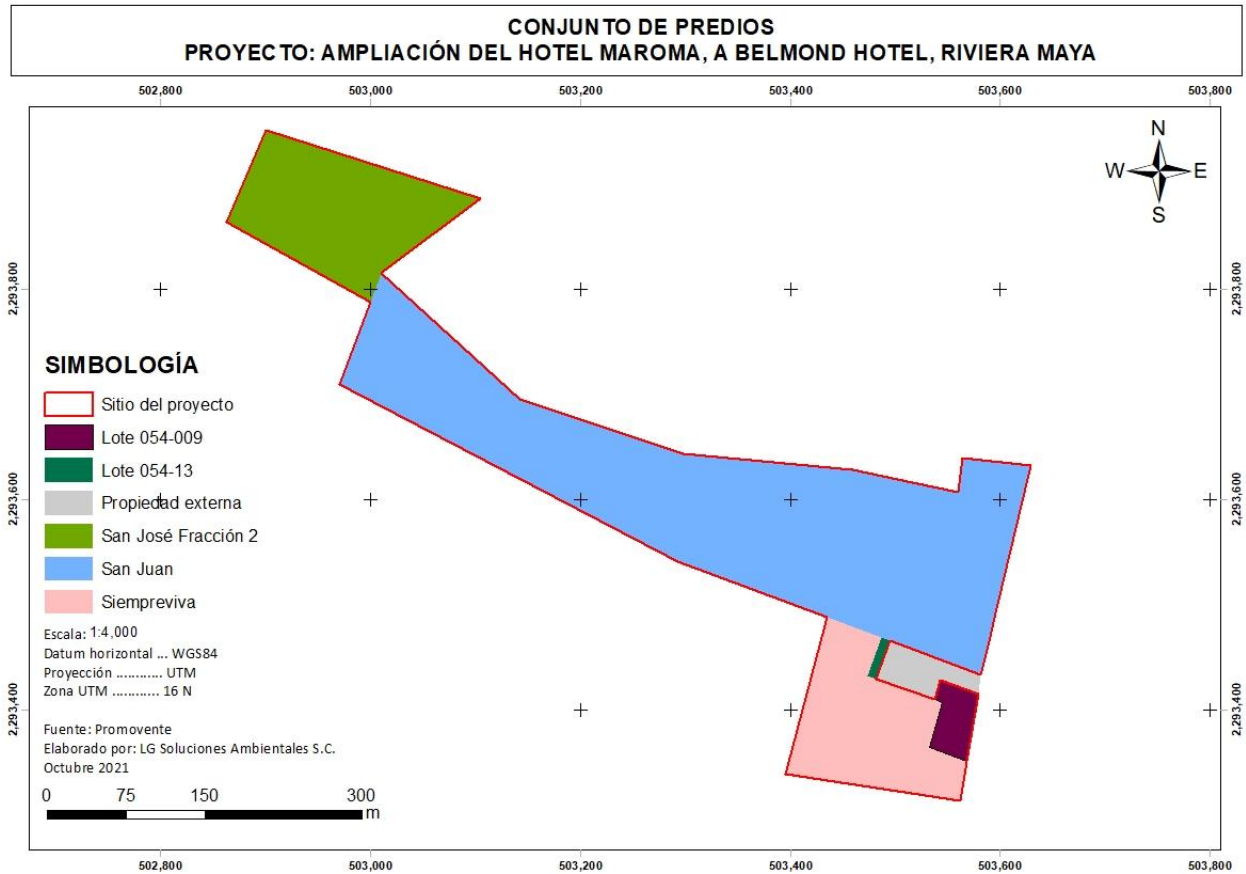 CONJUNTO DE PREDIOS
PROYECTO: AMPLIACIÓN DEL HOTEL MAROMA, A BELMOND HOTEL, RIVIERA MAYA
502,800 503,000 503,200 503,400 503,600 503,800
N
W E
S
2,293,800 2,293,800
2,293,600 2,293,600
2,293,400 2,293,400
SIMBOLOGÍA
Sitio del proyecto
Lote 054-009
Lote 054-13
Propiedad externa
San José Fracción 2
San Juan
Siempreviva
Escala: 1:4,000
Datum horizontal ... WGS84
Proyección ............ UTM
Zona UTM ............ 16 N
Fuente: Promovente
Elaborado por: LG Soluciones Ambientales S.C.
Octubre 2021
0 75 150 300
m
502,800 503,000 503,200 503,400 503,600 503,800